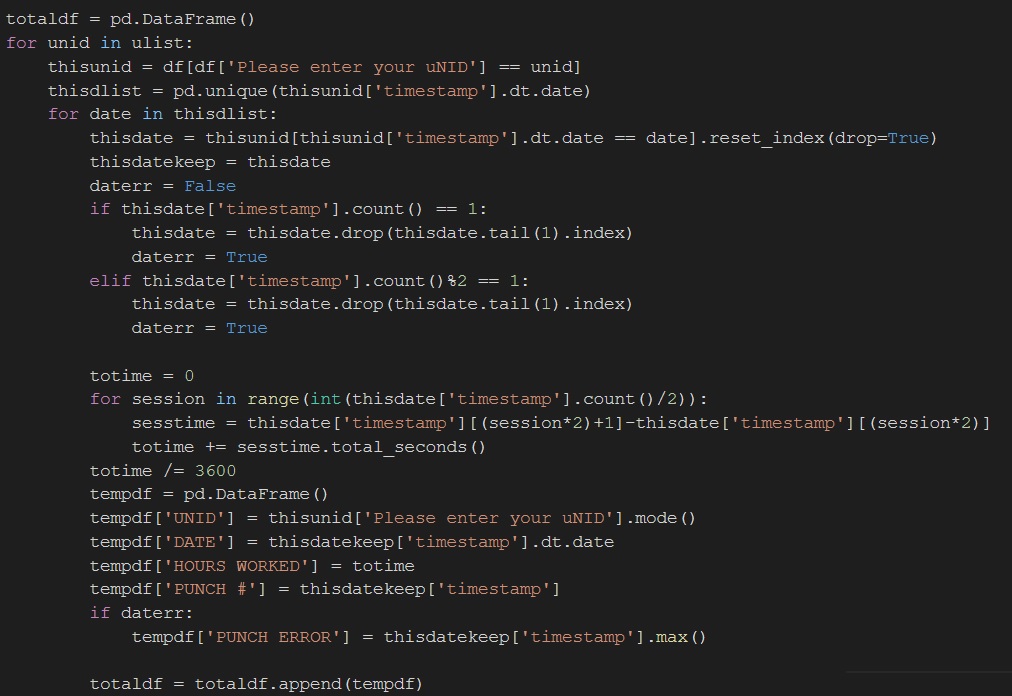 totaldf = pd.DataFrame()
for unid in ulist:
    thisunid = df[df['Please enter your uNID'] == unid]
    thisdlist = pd.unique(thisunid['timestamp'].dt.date)
    for date in thisdlist:
        thisdate = thisunid[thisunid['timestamp'].dt.date == date].reset_index(drop=True)
        thisdatekeep = thisdate
        daterr = False
        if thisdate['timestamp'].count() == 1:
            thisdate = thisdate.drop(thisdate.tail(1).index)
            daterr = True
        elif thisdate['timestamp'].count()%2 == 1:
            thisdate = thisdate.drop(thisdate.tail(1).index)
            daterr = True

        totime = 0
        for session in range(int(thisdate['timestamp'].count()/2)):
            sesstime = thisdate['timestamp'][(session*2)+1]-thisdate['timestamp'][(session*2)]
            totime += sesstime.total_seconds()
        totime /= 3600
        tempdf = pd.DataFrame()
        tempdf['UNID'] = thisunid['Please enter your uNID'].mode()
        tempdf['DATE'] = thisdatekeep['timestamp'].dt.date
        tempdf['HOURS WORKED'] = totime
        tempdf['PUNCH #'] = thisdatekeep['timestamp']
        if daterr:
            tempdf['PUNCH ERROR'] = thisdatekeep['timestamp'].max()

        totaldf = totaldf.append(tempdf)